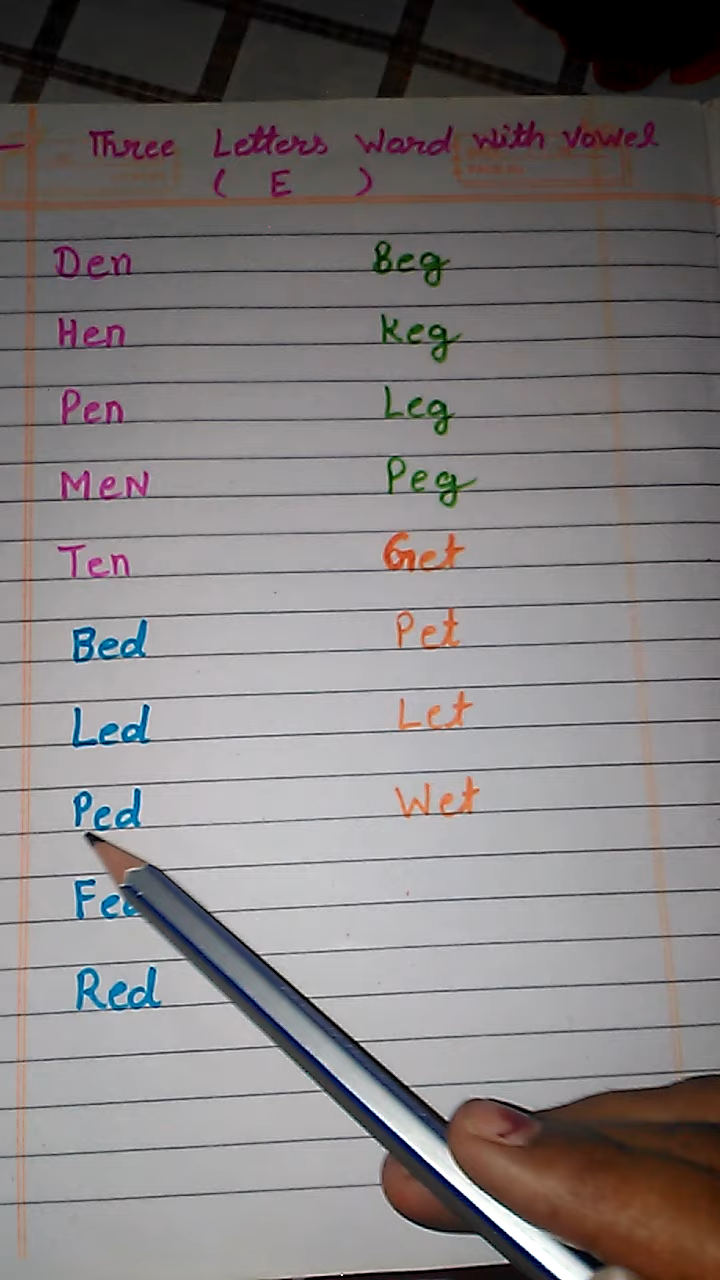 Three Letters Word with Vowel
( E )
Den
Hen
Pen
MeN
Ten
Bed
Led
Ped
Red
Beg
Keg
Leg
Peg
Get
Pet
Let
Wet